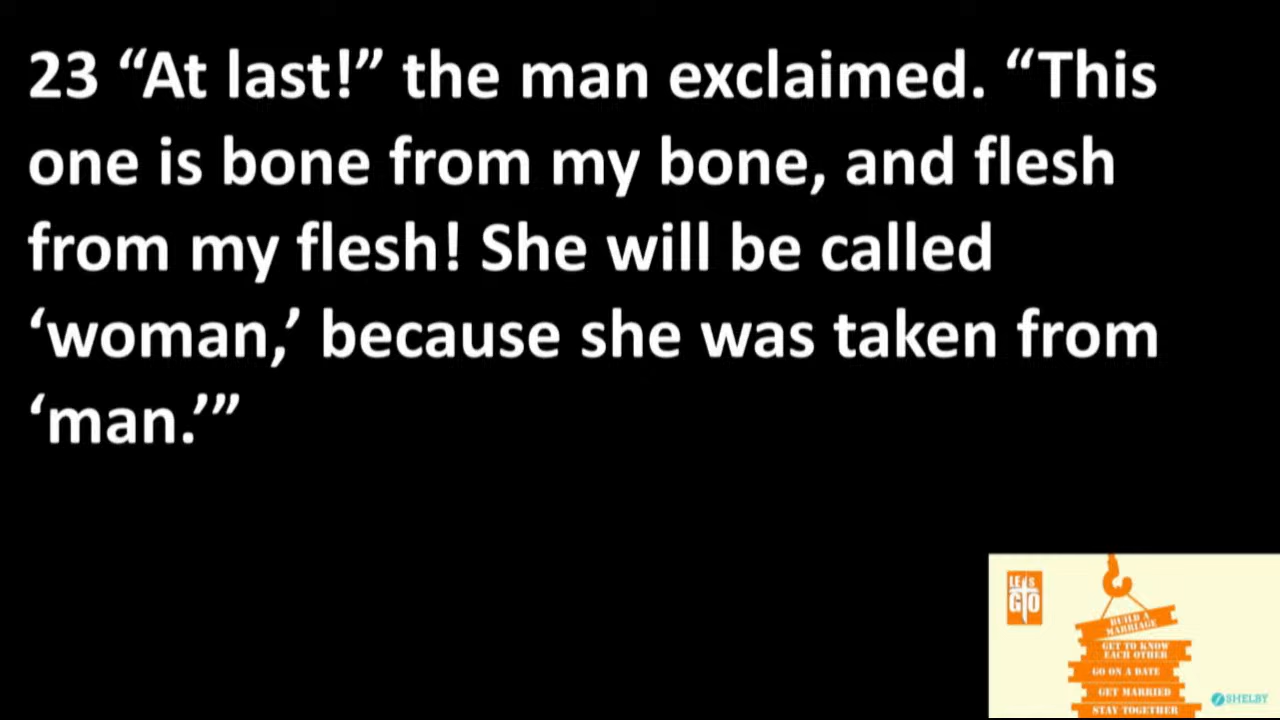 23 “At last!” the man exclaimed. “This
one is bone from my bone, and flesh
from my flesh! She will be called
‘woman,’ because she was taken from
‘man.’”
LETS
GO
BUILD A
MARRIAGE
GET TO KNOW
EACH OTHER
GO ON A DATE
GET MARRIED
STAY TOGETHER
SHELBY